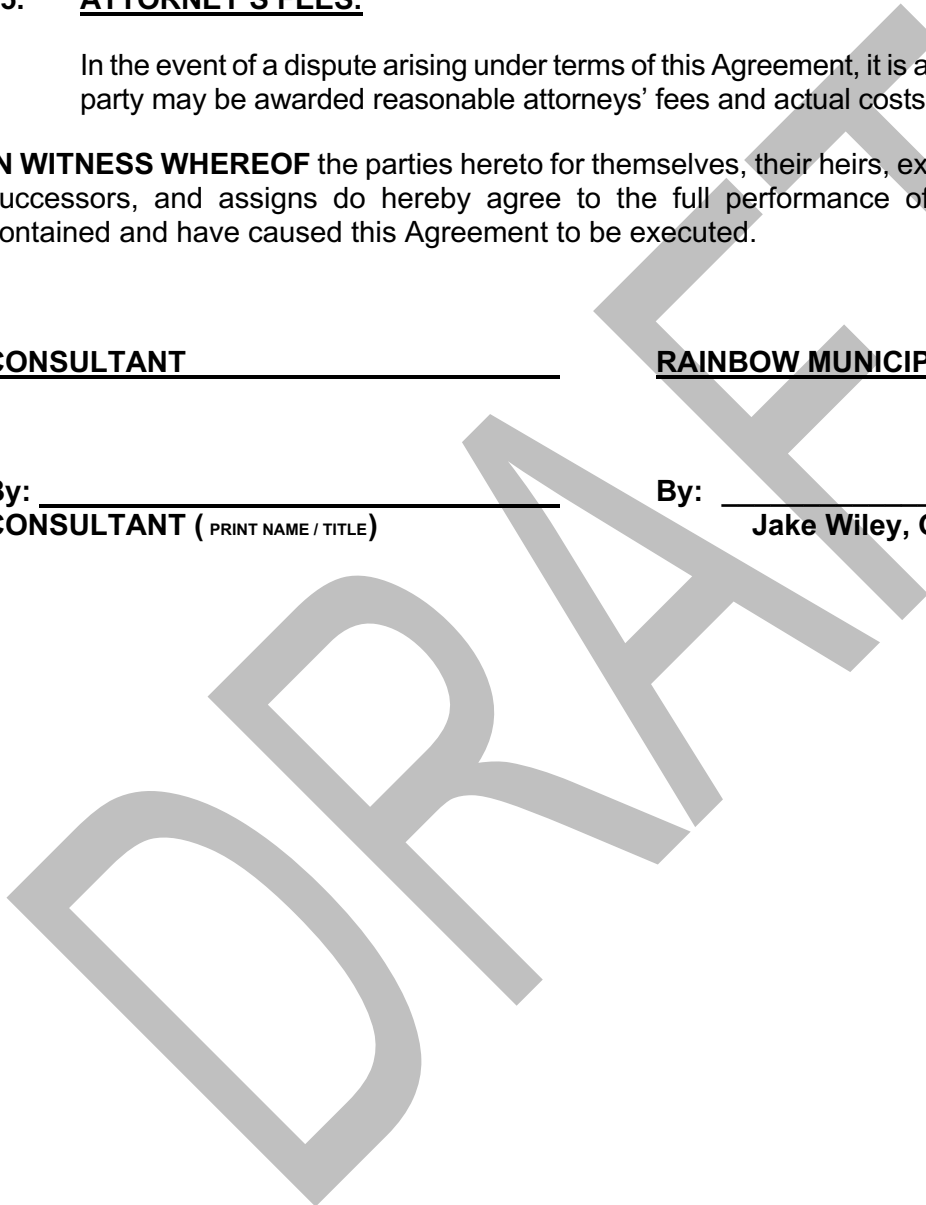 5. ATTORNEY'S FEES:
In the event of a dispute arising under terms of this Agreement, it is a
party may be awarded reasonable attorneys' fees and actual costs
N WITNESS WHEREOF the parties hereto for themselves, their heirs, ex
uccessors, and assigns do hereby agree to the full performance of
ontained and have caused this Agreement to be executed.
CONSULTANT RAINBOW MUNICIP
By: By:
CONSULTANT ( PRINT NAME / TITLE) Jake Wiley, G
DRAFT